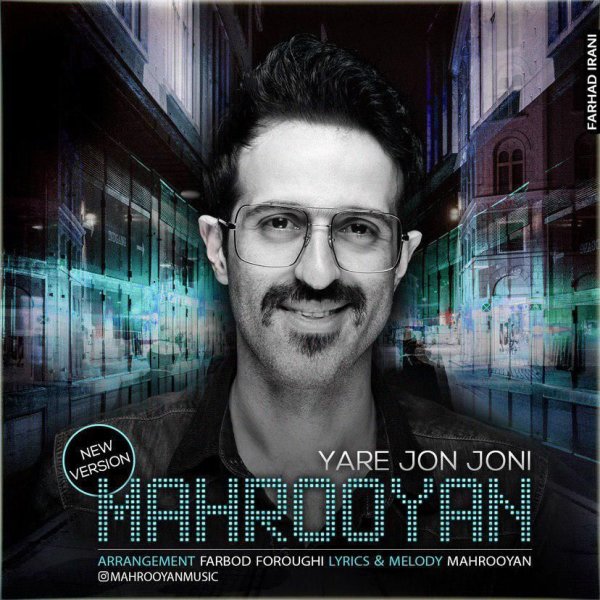 FARHAD IRANI
NEW
VERSION
YARE JON JONI
MAHROOYAN
ARRANGEMENT FARBOD FOROUGHI LYRICS & MELODY MAHROOYAN
MAHROOYANMUSIC